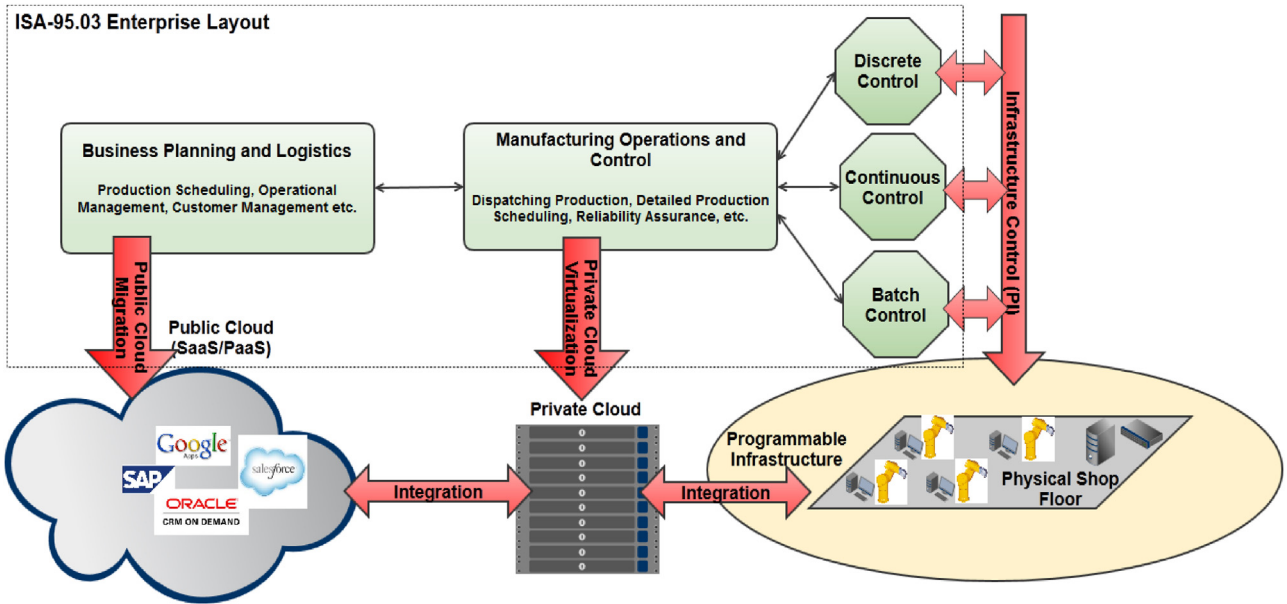 ISA-95.03 Enterprise Layout
Discrete
Control
Business Planning and Logistics
Production Scheduling, Operational
Management, Customer Management etc.
Manufacturing Operations and
Control
Dispatching Production, Detailed Production
Scheduling, Reliability Assurance, etc.
Continuous
Control
Batch
Control
Infrastructure Control (PI)
Public Cloud
Migration
Private Cloud
Virtualization
Public Cloud
(SaaS/PaaS)
Google
Apps
SAP
salesforce
ORACLE
CRM ON DEMAND
Integration
Private Cloud
Integration
Programmable
Infrastructure
Physical Shop
Floor